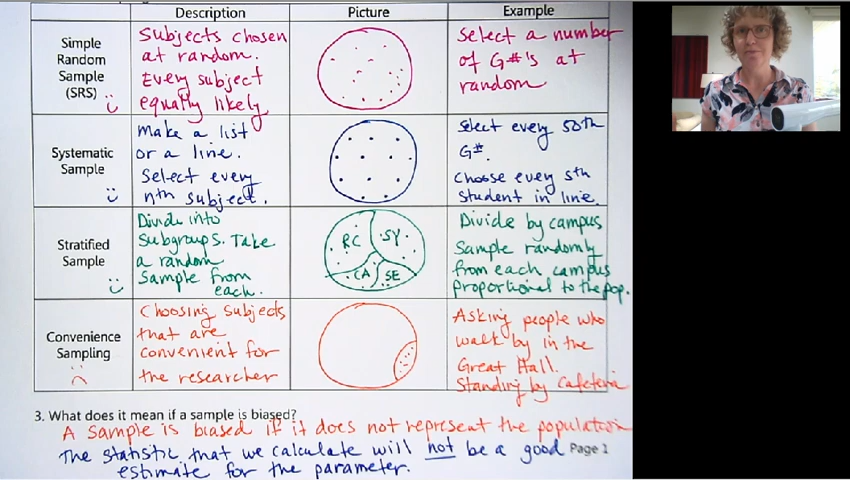 Description Picture Example
Simple
Random
Sample
(SRS)
Subjects chosen
at random.
Every subject
equally likely
Select a number
of G#'s at
random
Systematic
Sample
Make a list
or a line.
Select every
nth subject.
Select every 50th
G#.
Choose every 5th
student in line.
Stratified
Sample
Divide into
subgroups. Take
a random
sample from
each.
RC SY
CA SE
Divide by campus
Sample randomly
from each campus
proportional to the pop.
Convenience
Sampling
Choosing subjects
that are
convenient for
the researcher
Asking people who
walk by in the
Great Hall.
Standing by Cafeteria
3. What does it mean if a sample is biased?
A sample is biased if it does not represent the population
The statistic that we calculate will not be a good Page 1
estimate for the parameter.